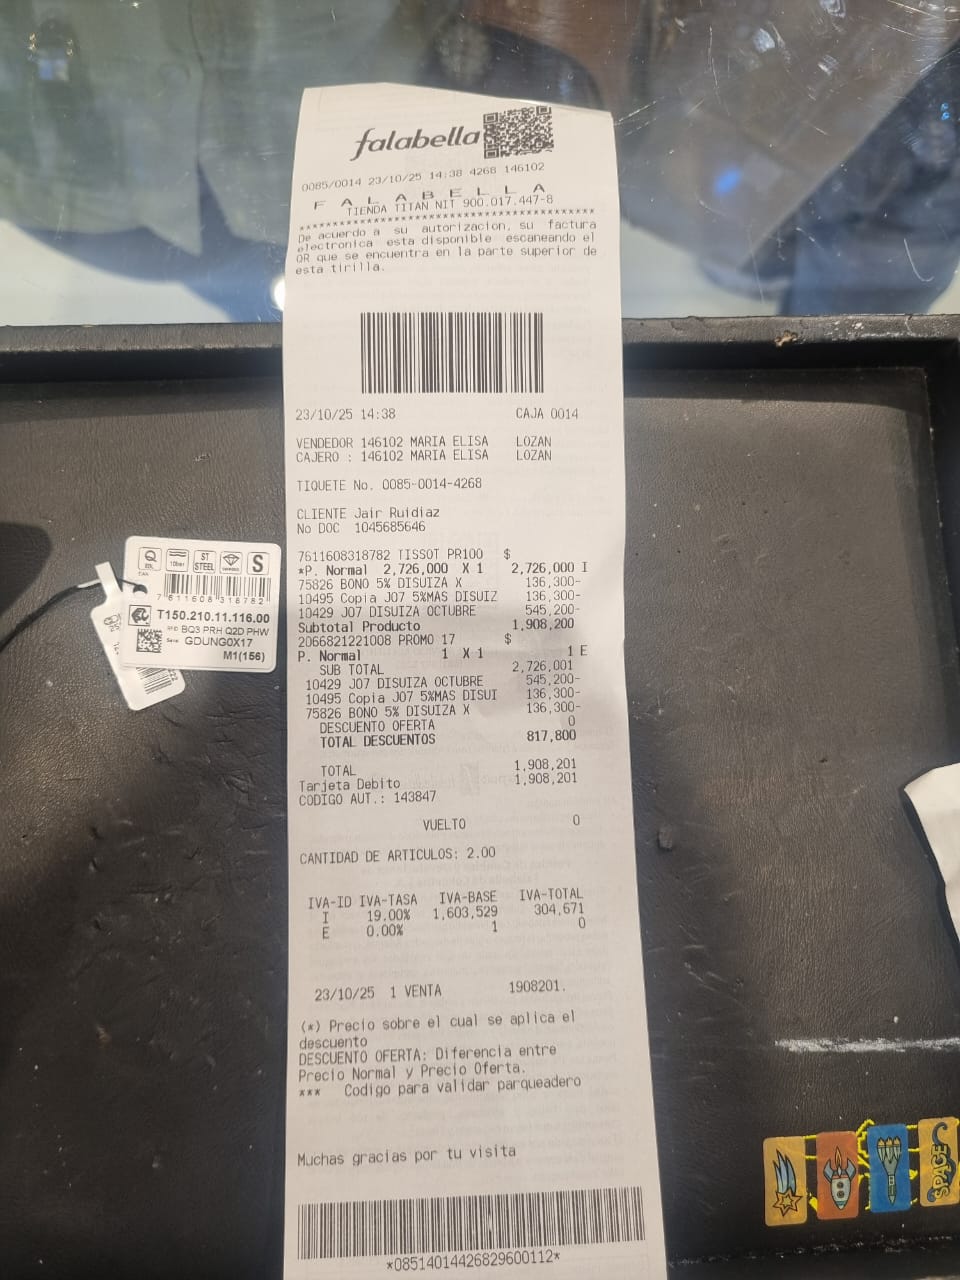 falabella
0085/0014 23/10/25 14:38 4268 146102
F A L A B E L L A
TIENDA TITAN NIT 900.017.447-8
******************************************
De acuerdo a su autorizacion, su factura
electronica esta disponible escaneando el
QR que se encuentra en la parte superior de
esta tirilla.
23/10/25 14:38 CAJA 0014
VENDEDOR 146102 MARIA ELISA LOZAN
CAJERO : 146102 MARIA ELISA LOZAN
TIQUETE No. 0085-0014-4268
CLIENTE Jair Ruidiaz
No DOC 1045685646
7611608318782 TISSOT PR100 $
*P. Normal 2,726,000 X 1 2,726,000 I
75826 BONO 5% DISUIZA X 136,300-
10495 Copia J07 5%MAS DISUIZ 136,300-
10429 J07 DISUIZA OCTUBRE 545,200-
Subtotal Producto 1,908,200
2066821221008 PROMO 17 $
P. Normal 1 X 1 1 E
SUB TOTAL 2,726,001
10429 J07 DISUIZA OCTUBRE 545,200-
10495 Copia J07 5%MAS DISUI 136,300-
75826 BONO 5% DISUIZA X 136,300-
DESCUENTO OFERTA 0
TOTAL DESCUENTOS 817,800
TOTAL 1,908,201
Tarjeta Debito 1,908,201
CODIGO AUT.: 143847
VUELTO 0
CANTIDAD DE ARTICULOS: 2.00
IVA-ID IVA-TASA IVA-BASE IVA-TOTAL
I 19.00% 1,603,529 304,671
E 0.00% 1 0
23/10/25 1 VENTA 1908201.
(*) Precio sobre el cual se aplica el
descuento
DESCUENTO OFERTA: Diferencia entre
Precio Normal y Precio Oferta.
*** Codigo para validar parqueadero
Muchas gracias por tu visita
*08514014426829600112*
Q
10bar
ST
STEEL
S
7 611608 318782
T150.210.11.116.00
BQ3 PRH Q2D PHW
GDUNG0X17
M1(156)
SPACE